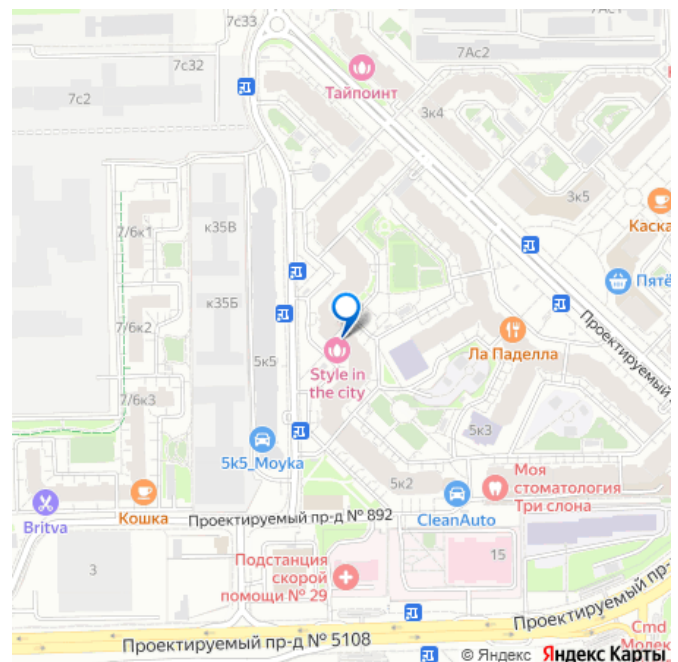 7с33
7Ас1
7с32
7Ас2
7с2
Тайпоинт
3к4
3к5
Каска
7/6к1
к35В
Пятё
к35Б
7/6к2
Проектируемый
Ла Паделла
5к5
Style in
the city
7/6к3
5к3
5k5_Moyka
5к2
Моя
стоматология
Три слона
Britva
Кошка
Проектируемый пр-д № 892
CleanAuto
15
3
Подстанция
скорой
помощи № 29
Проектируемый пр-
Проектируемый пр-д № 5108
Cmd
Молек
© Яндекс Яндекс Карты